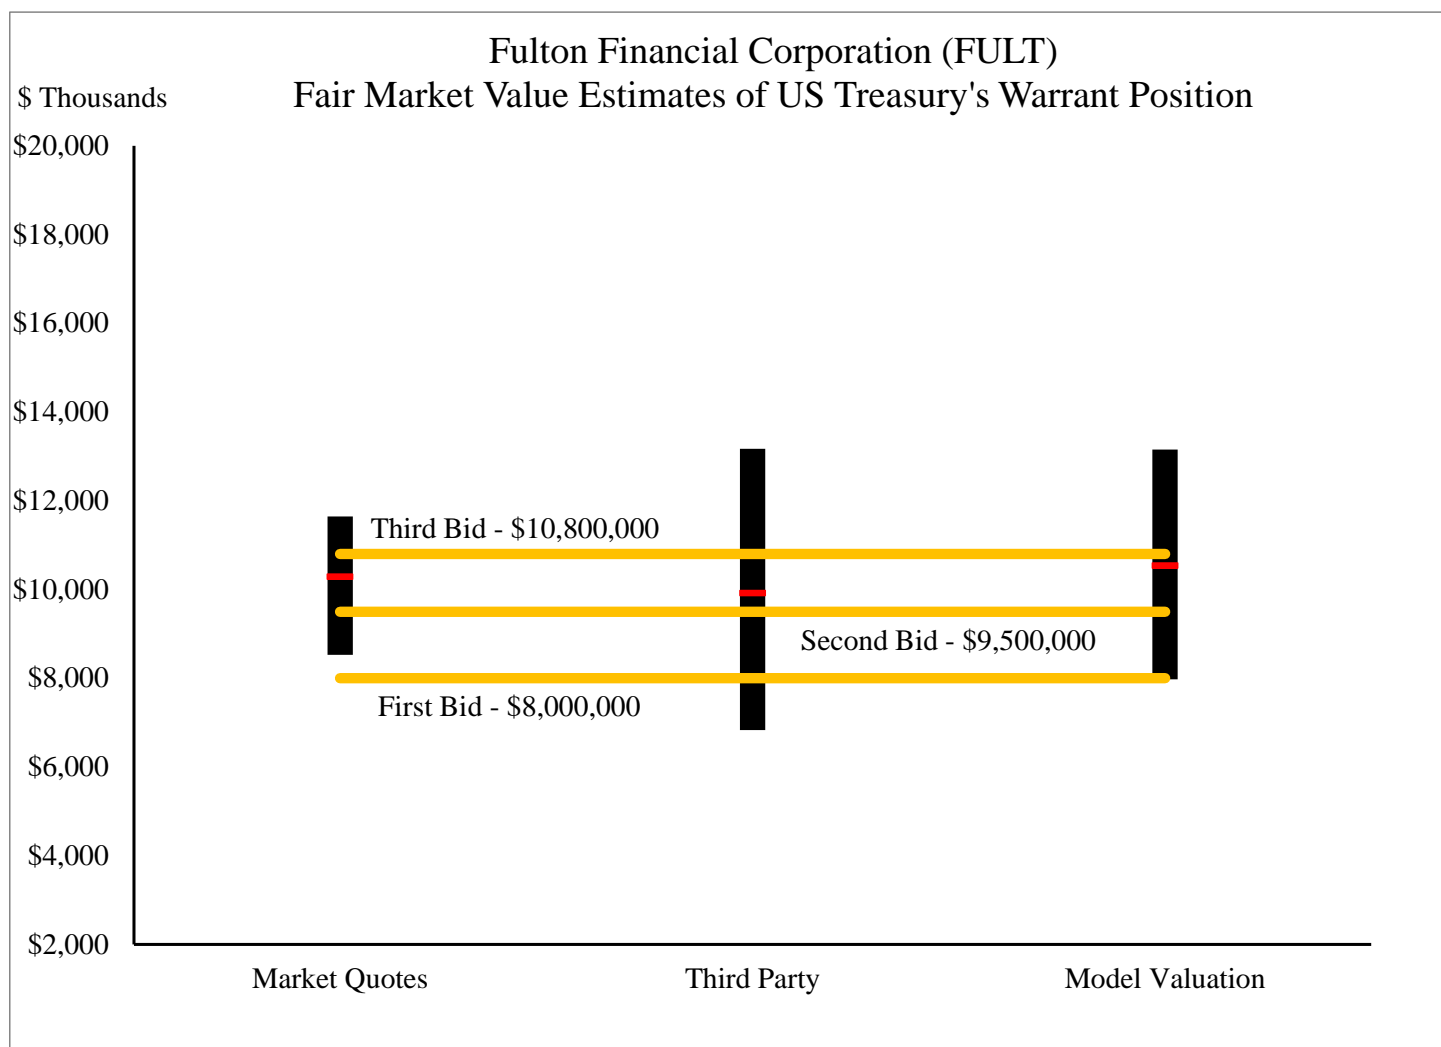 Fulton Financial Corporation (FULT)
Fair Market Value Estimates of US Treasury's Warrant Position
$ Thousands
$20,000
$18,000
$16,000
$14,000
$12,000
$10,000
$8,000
$6,000
$4,000
$2,000
Third Bid - $10,800,000
Second Bid - $9,500,000
First Bid - $8,000,000
Market Quotes
Third Party
Model Valuation